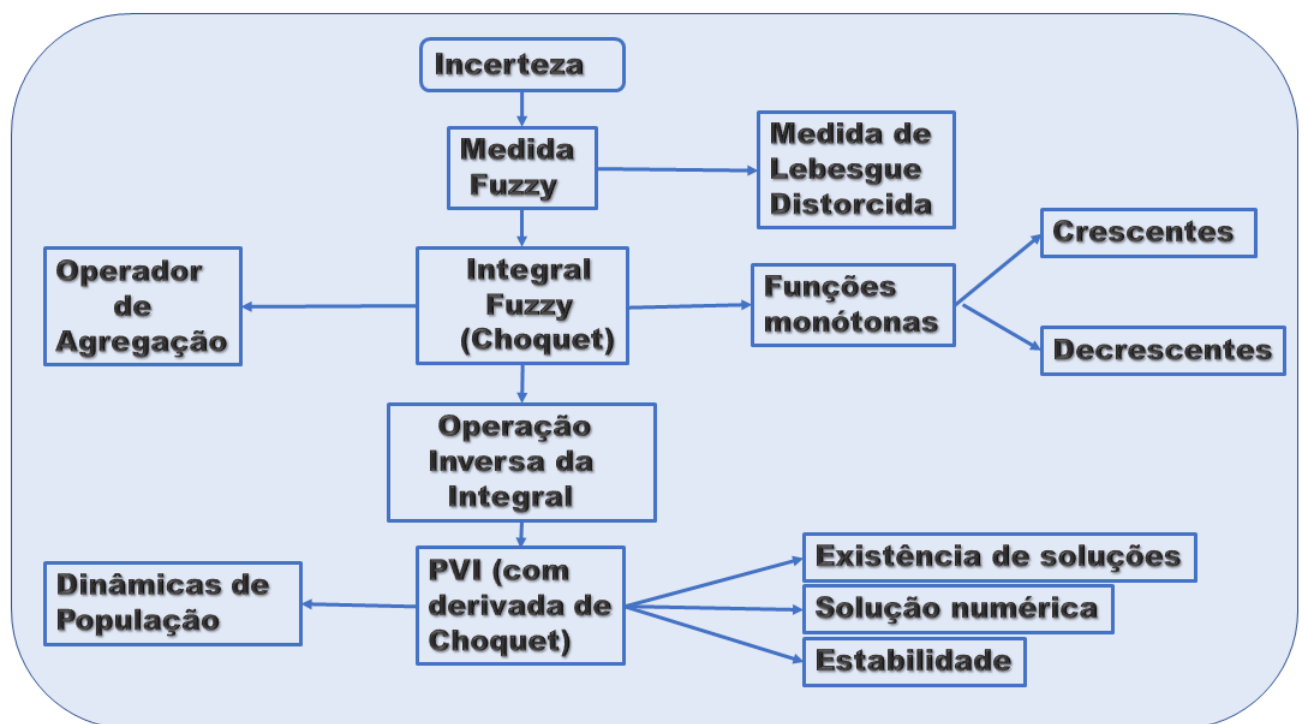 Incerteza
Medida
Fuzzy
Medida de
Lebesgue
Distorcida
Operador
de
Agregação
Integral
Fuzzy
(Choquet)
Funções
monótonas
Crescentes
Decrescentes
Operação
Inversa da
Integral
Dinâmicas de
População
PVI (com
derivada de
Choquet)
Existência de soluções
Solução numérica
Estabilidade